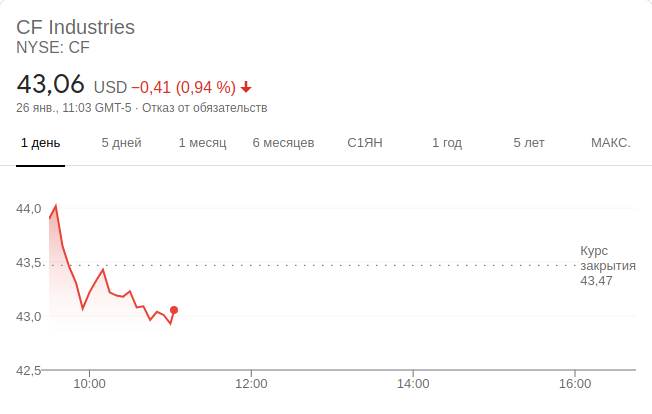 CF Industries
NYSE: CF
43,06 USD −0,41 (0,94 %)
26 янв., 11:03 GMT-5 · Отказ от обязательств
1 день 5 дней 1 месяц 6 месяцев С1ЯН 1 год 5 лет МАКС.
44,0
43,5
43,0
42,5
Курс
закрытия
43,47
10:00 12:00 14:00 16:00